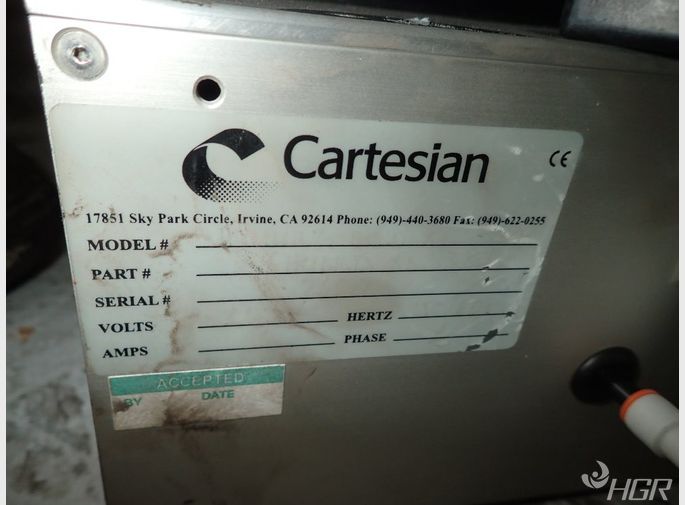 Cartesian
CE
17851 Sky Park Circle, Irvine, CA 92614 Phone: (949)-440-3680 Fax: (949)-622-0255
MODEL #
PART #
SERIAL #
VOLTS HERTZ
AMPS PHASE
ACCEPTED
BY DATE
HGR